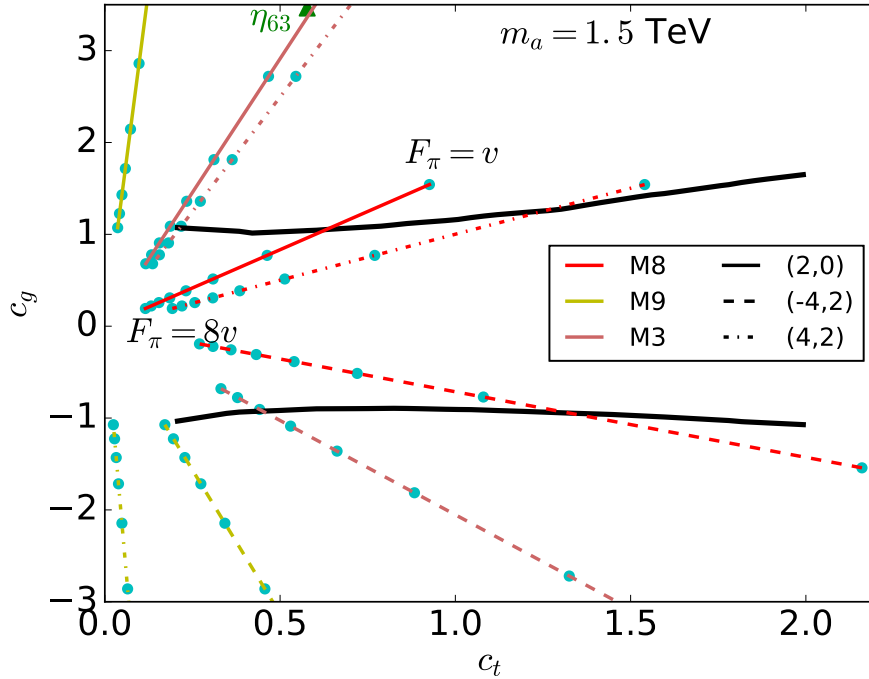 η63
m_a = 1.5 TeV
F_π = v
F_π = 8v
M8
M9
M3
(2,0)
(-4,2)
(4,2)
3
2
1
0
−1
−2
−3
c_g
0.0
0.5
1.0
1.5
2.0
c_t